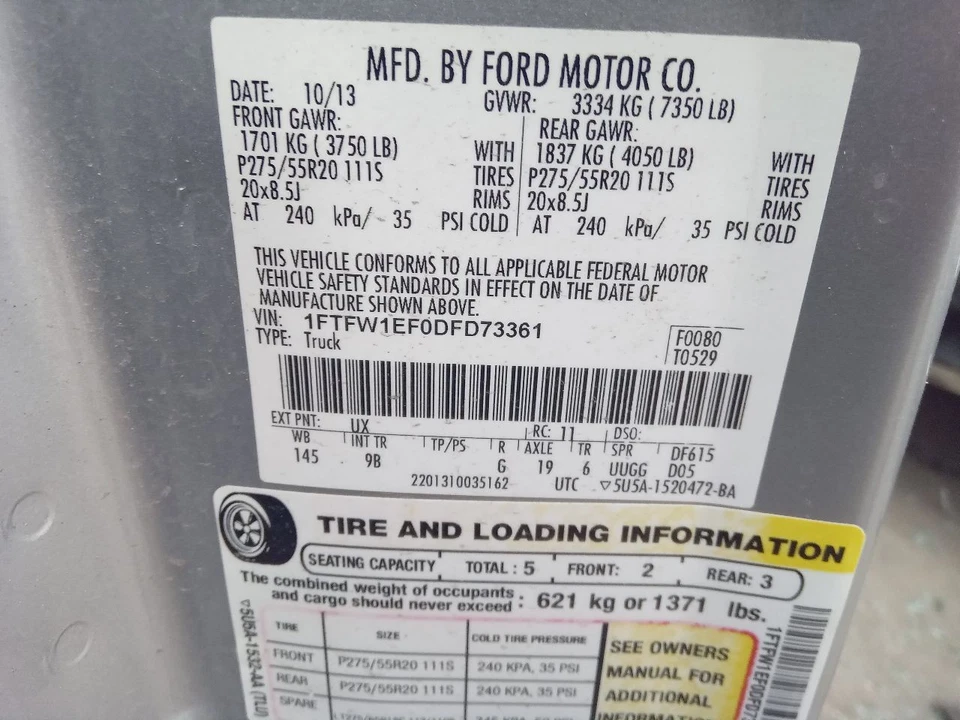 MFD. BY FORD MOTOR CO.
DATE: 10/13 GVWR: 3334 KG ( 7350 LB)
FRONT GAWR: REAR GAWR:
1701 KG ( 3750 LB) WITH 1837 KG ( 4050 LB) WITH
P275/55R20 111S TIRES P275/55R20 111S TIRES
20x8.5J RIMS 20x8.5J RIMS
AT 240 kPa/ 35 PSI COLD AT 240 kPa/ 35 PSI COLD
THIS VEHICLE CONFORMS TO ALL APPLICABLE FEDERAL MOTOR
VEHICLE SAFETY STANDARDS IN EFFECT ON THE DATE OF
MANUFACTURE SHOWN ABOVE.
VIN: 1FTFW1EF0DFD73361
TYPE: Truck
F0080
T0529
EXT PNT: UX RC: 11 DSO:
WB INT TR TP/PS R AXLE TR SPR DF615
145 9B G 19 6 UUGG D05
2201310035162 UTC ▽5U5A-1520472-BA
TIRE AND LOADING INFORMATION
SEATING CAPACITY TOTAL : 5 FRONT: 2 REAR: 3
The combined weight of occupants
and cargo should never exceed : 621 kg or 1371 lbs.
TIRE SIZE COLD TIRE PRESSURE
FRONT P275/55R20 111S 240 KPA, 35 PSI
REAR P275/55R20 111S 240 KPA, 35 PSI
SPARE
SEE OWNERS
MANUAL FOR
ADDITIONAL
INFORMATION
▽5U5A-1532-AA (TLU)
1FTFW1EF0DFD7